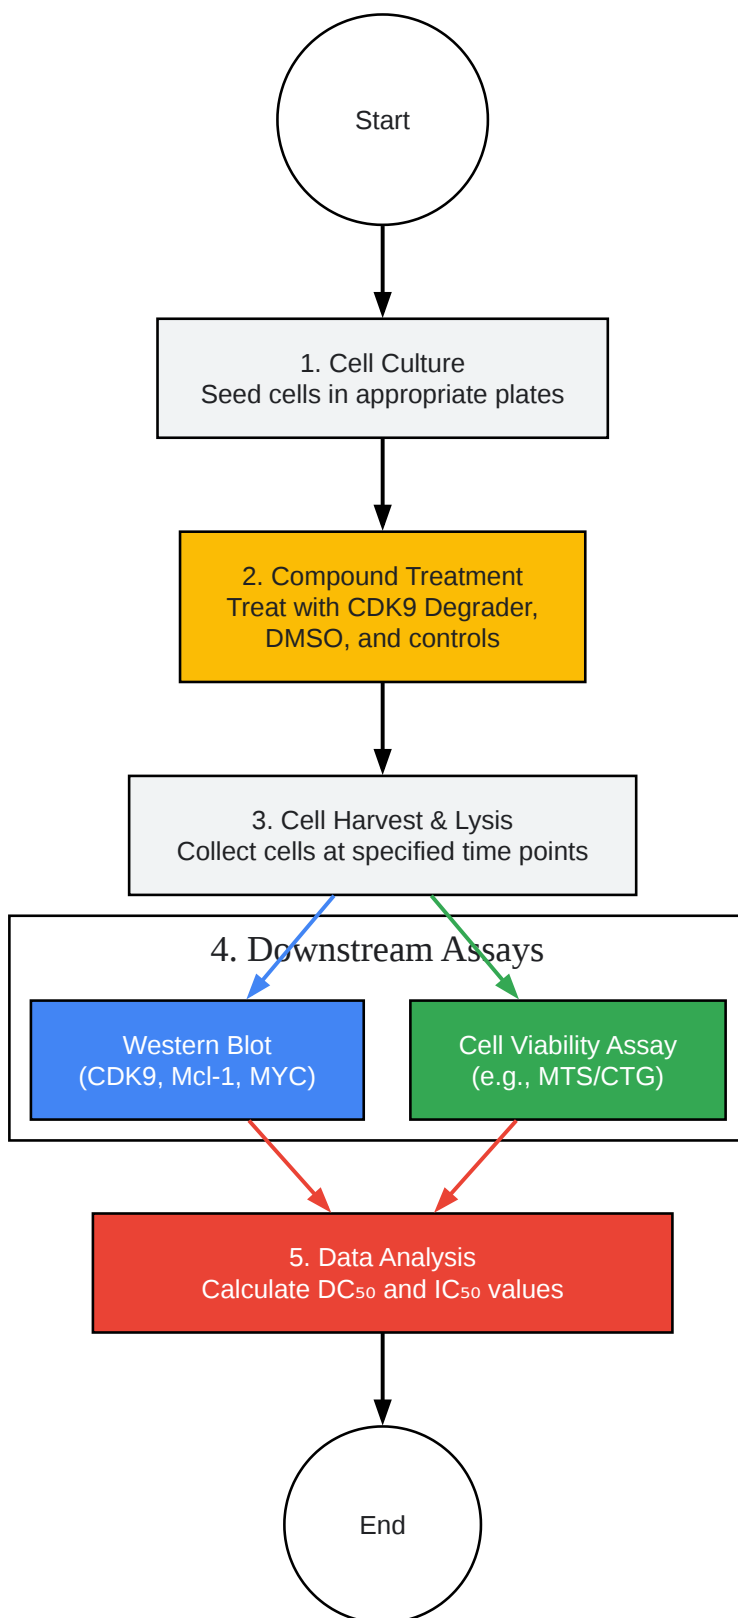 Start
1. Cell Culture
Seed cells in appropriate plates
2. Compound Treatment
Treat with CDK9 Degrader,
DMSO, and controls
3. Cell Harvest & Lysis
Collect cells at specified time points
4. Downstream Assays
Western Blot
(CDK9, Mcl-1, MYC)
Cell Viability Assay
(e.g., MTS/CTG)
5. Data Analysis
Calculate DC₅₀ and IC₅₀ values
End